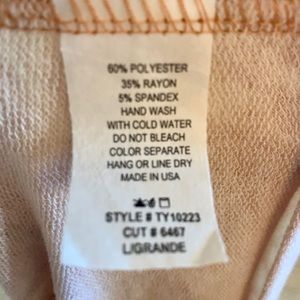 60% POLYESTER
35% RAYON
5% SPANDEX
HAND WASH
WITH COLD WATER
DO NOT BLEACH
COLOR SEPARATE
HANG OR LINE DRY
MADE IN USA
STYLE # TY10223
CUT # 6467
L/GRANDE